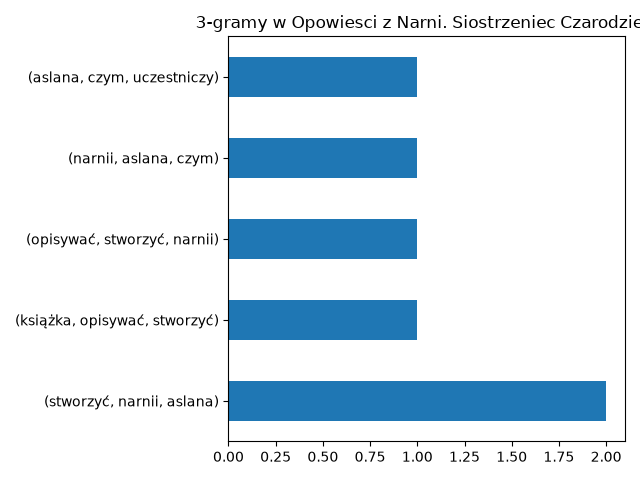 3-gramy w Opowiesci z Narni. Siostrzeniec Czarodzie
(aslana, czym, uczestniczy)
(narnii, aslana, czym)
(opisywać, stworzyć, narnii)
(książka, opisywać, stworzyć)
(stworzyć, narnii, aslana)
0.00 0.25 0.50 0.75 1.00 1.25 1.50 1.75 2.00